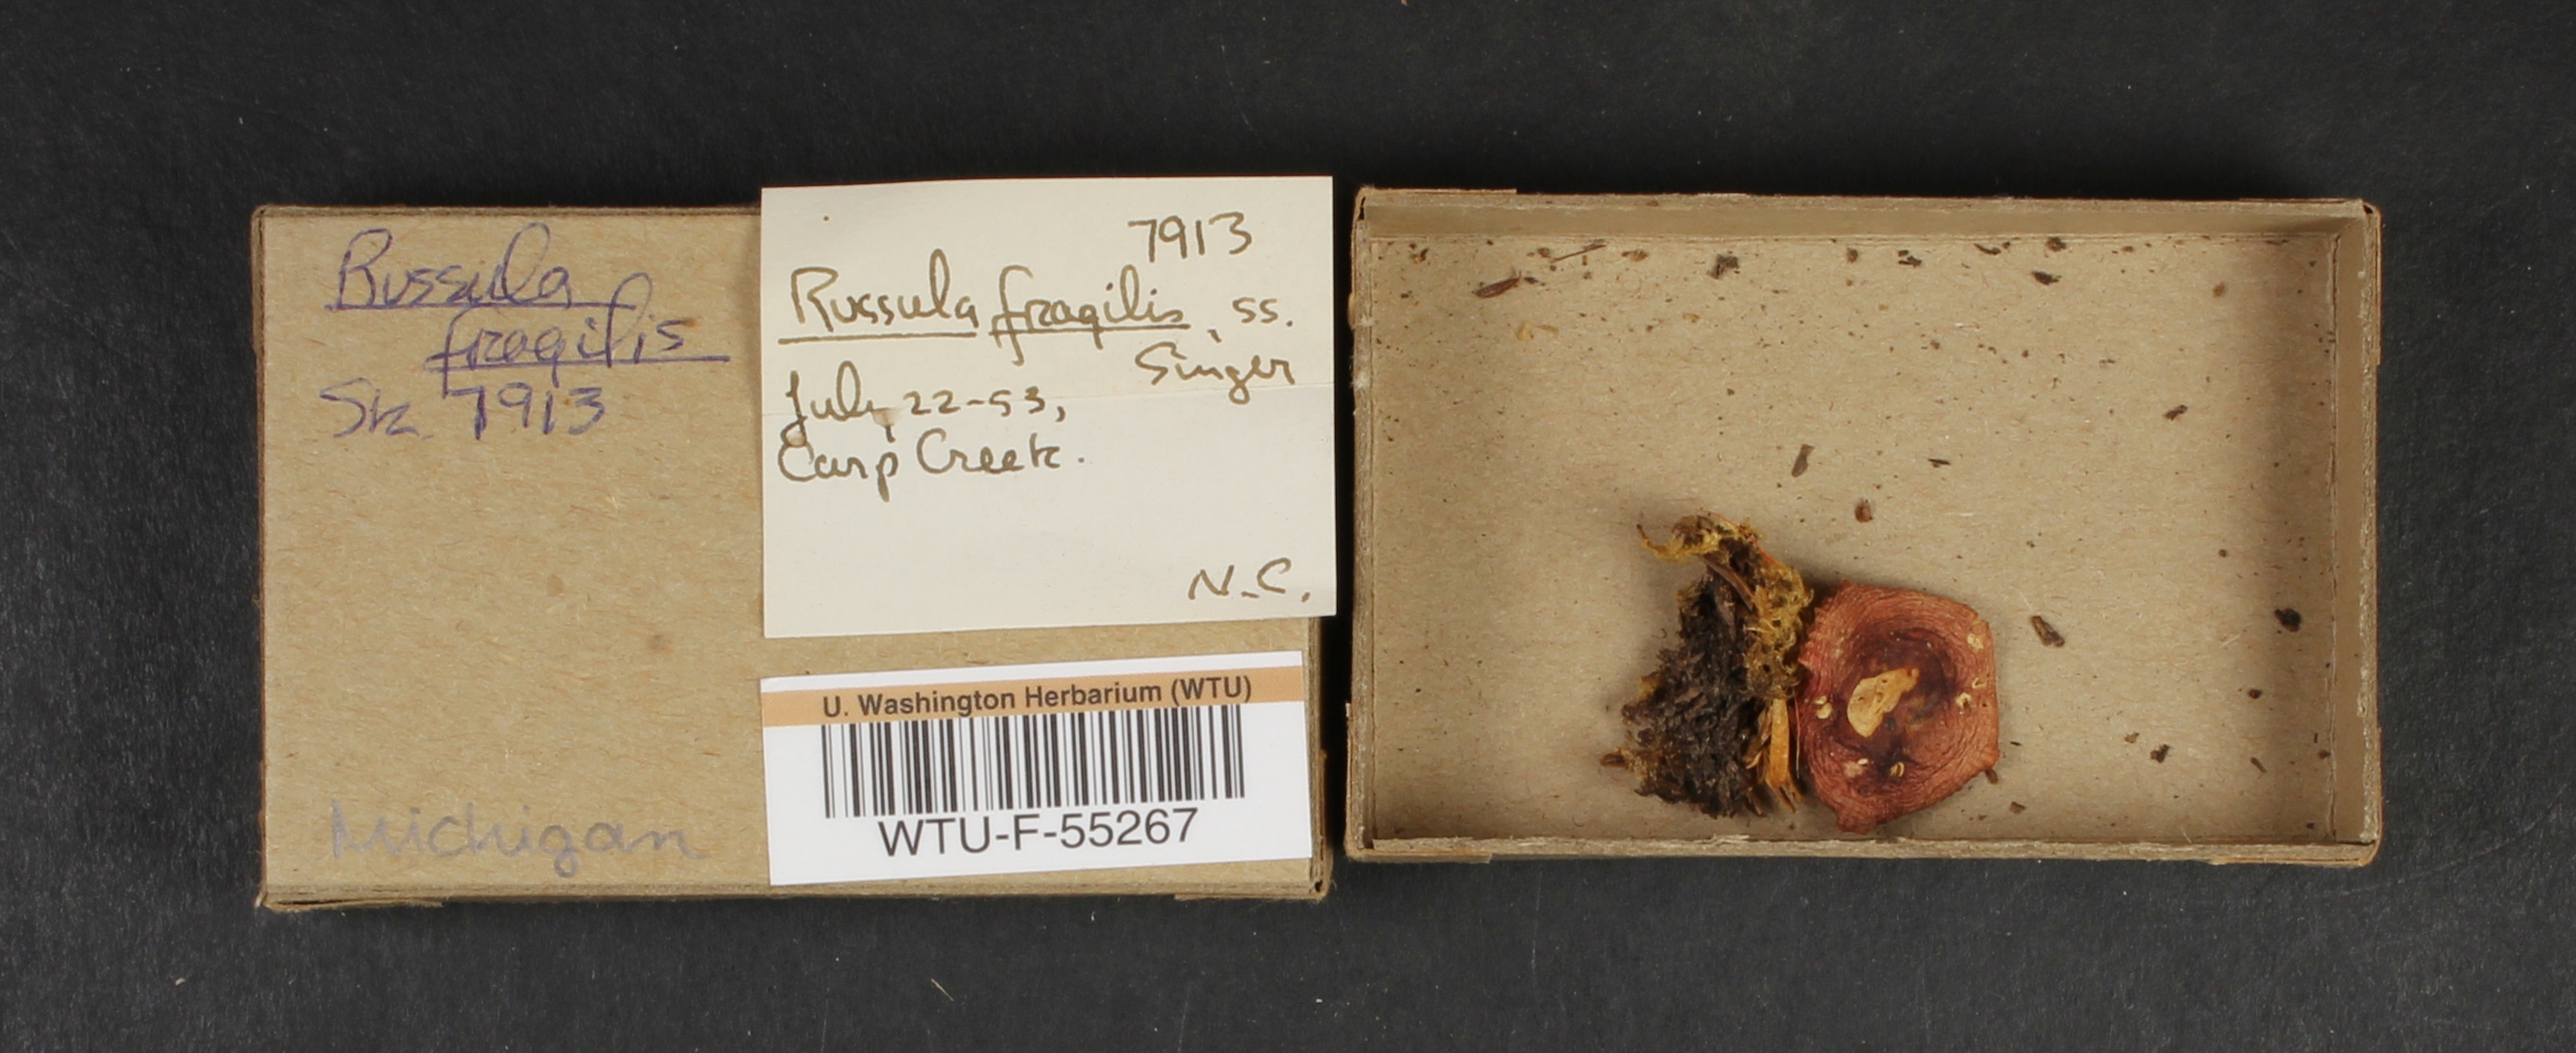 Russula
fragilis
Sk 7913
Michigan
7913
Russula fragilis, ss.
Singer
July 22-53,
Carp Creek.
N.C.
U. Washington Herbarium (WTU)
WTU-F-55267